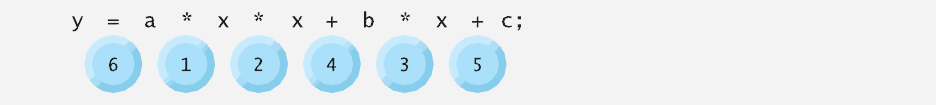 y = a * x * x + b * x + c;
6 1 2 4 3 5